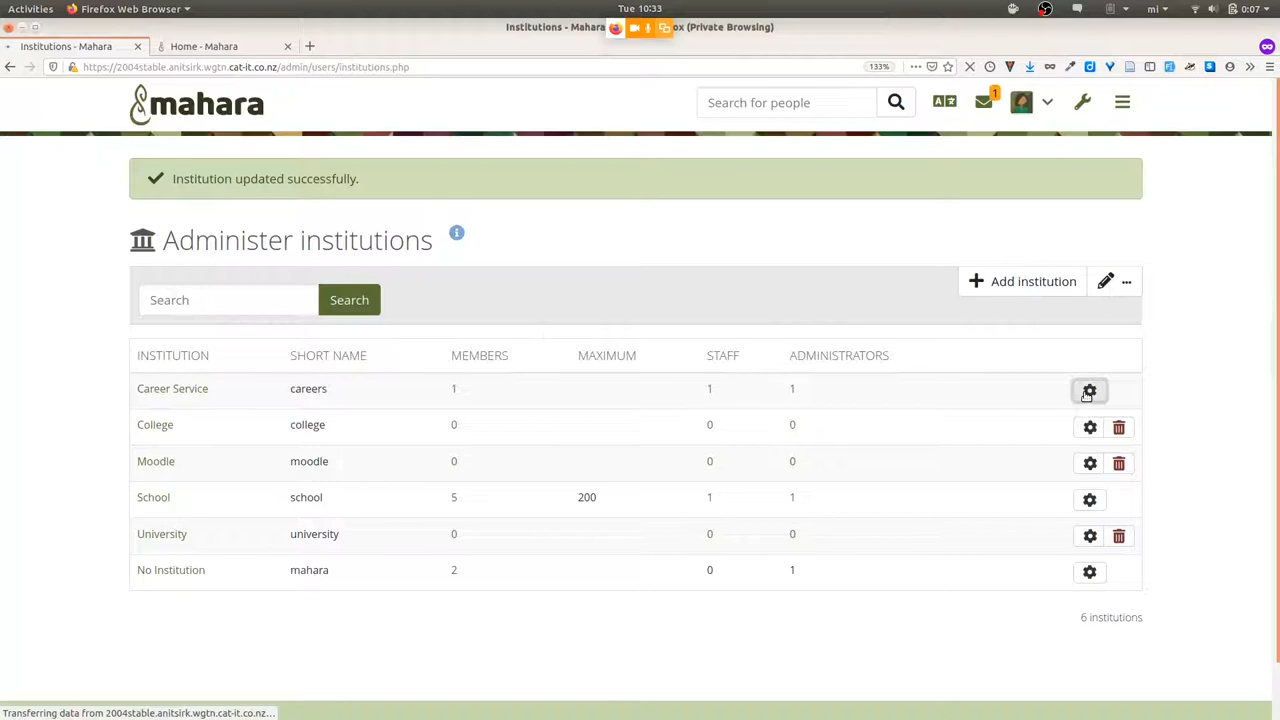 Activities Firefox Web Browser Tue 10:33 mi 0:07
Institutions - Mahara
Institutions - Mahara Home - Mahara
https://2004stable.anitsirk.wgtn.cat-it.co.nz/admin/users/institutions.php 133%
mahara Search for people 1
Institution updated successfully.
Administer institutions
Add institution ...
Search Search
INSTITUTION SHORT NAME MEMBERS MAXIMUM STAFF ADMINISTRATORS
Career Service careers 1 1 1
College college 0 0 0
Moodle moodle 0 0 0
School school 5 200 1 1
University university 0 0 0
No Institution mahara 2 0 1
6 institutions
Transferring data from 2004stable.anitsirk.wgtn.cat-it.co.nz...